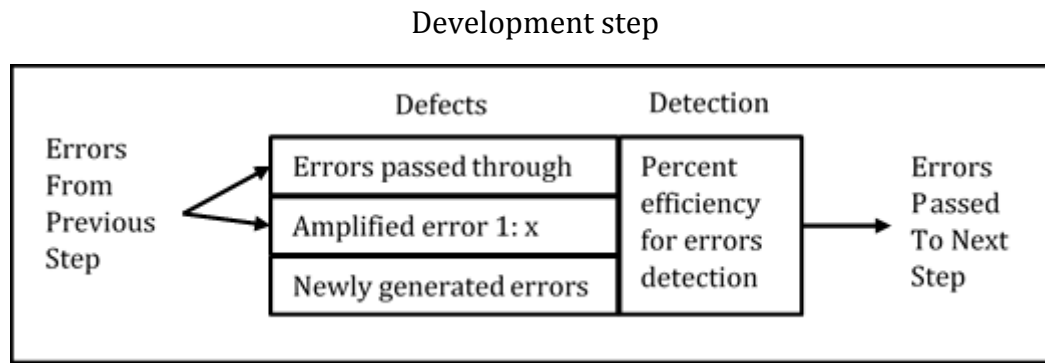 Development step
Defects
Detection
Errors
From
Previous
Step
Errors passed through
Amplified error 1: x
Newly generated errors
Percent
efficiency
for errors
detection
Errors
Passed
To Next
Step